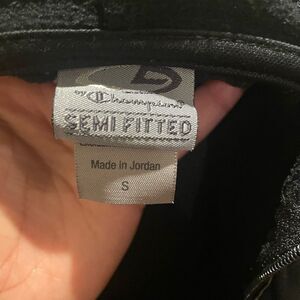 by Champion
SEMI FITTED
Made in Jordan
S